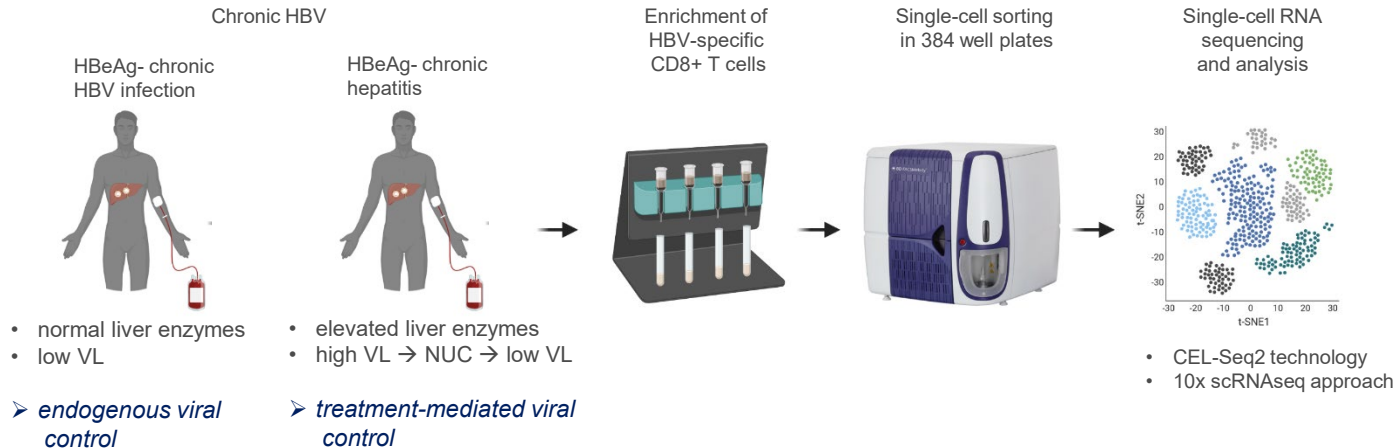 Chronic HBV
HBeAg- chronic
HBV infection
• normal liver enzymes
• low VL
➢ endogenous viral
control
HBeAg- chronic
hepatitis
• elevated liver enzymes
• high VL → NUC → low VL
➢ treatment-mediated viral
control
Enrichment of
HBV-specific
CD8+ T cells
Single-cell sorting
in 384 well plates
Single-cell RNA
sequencing
and analysis
t-SNE2
30
20
10
0
-10
-20
-30
-30
-20
-10
0
10
20
30
t-SNE1
• CEL-Seq2 technology
• 10x scRNAseq approach